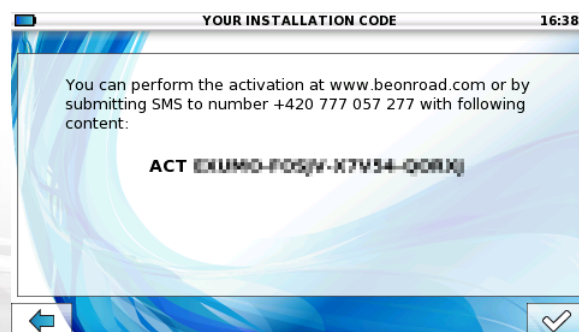 YOUR INSTALLATION CODE 16:38
You can perform the activation at www.beonroad.com or by
submitting SMS to number +420 777 057 277 with following
content:
ACT